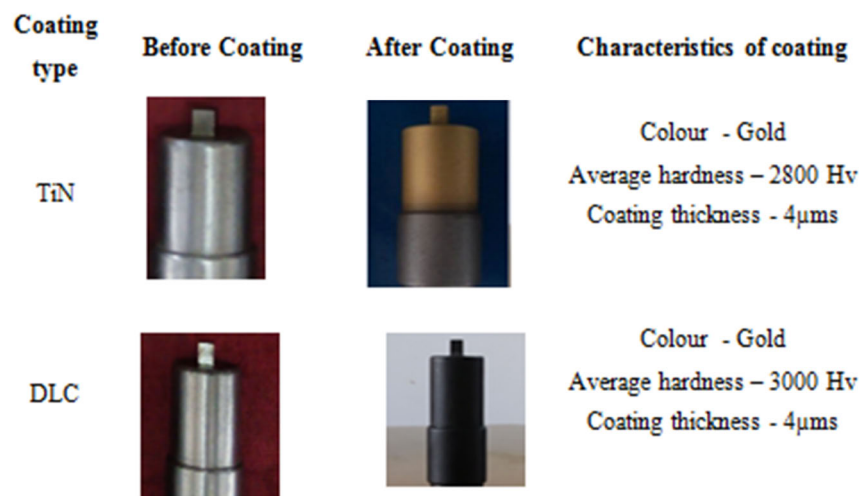 Coating type
Before Coating
After Coating
Characteristics of coating
TiN
Colour - Gold
Average hardness – 2800 Hv
Coating thickness - 4μms
DLC
Colour - Gold
Average hardness – 3000 Hv
Coating thickness - 4μms